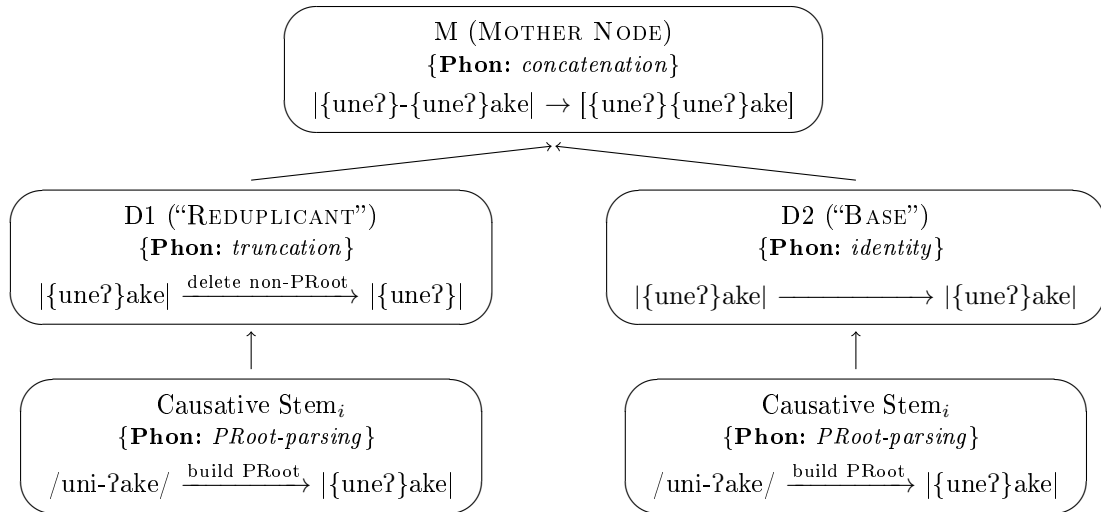 M (MOTHER NODE)
{Phon: concatenation}
|{uneʔ}-{uneʔ}ake| → [{uneʔ}{uneʔ}ake]
D1 (“REDUPLICANT”)
{Phon: truncation}
delete non-PRoot
|{uneʔ}ake| → |{uneʔ}|
D2 (“BASE”)
{Phon: identity}
|{uneʔ}ake| → |{uneʔ}ake|
Causative Stemᵢ
{Phon: PRoot-parsing}
build PRoot
/uni-ʔake/ → |{uneʔ}ake|
Causative Stemᵢ
{Phon: PRoot-parsing}
build PRoot
/uni-ʔake/ → |{uneʔ}ake|